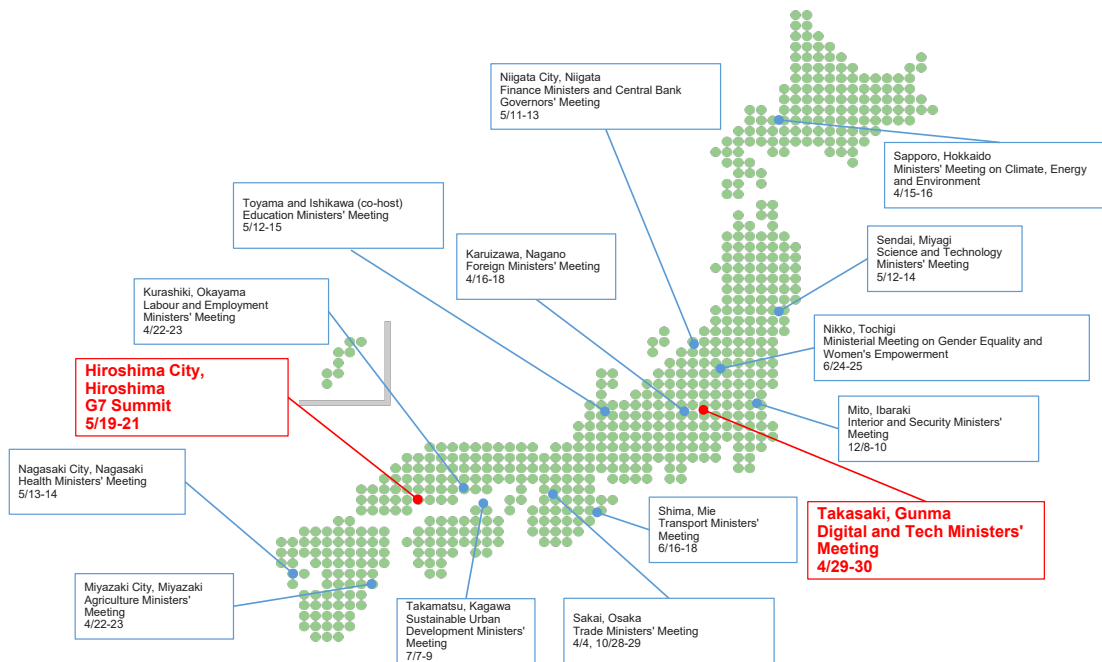 Niigata City, Niigata
Finance Ministers and Central Bank
Governors' Meeting
5/11-13
Sapporo, Hokkaido
Ministers' Meeting on Climate, Energy
and Environment
4/15-16
Toyama and Ishikawa (co-host)
Education Ministers' Meeting
5/12-15
Karuizawa, Nagano
Foreign Ministers' Meeting
4/16-18
Sendai, Miyagi
Science and Technology
Ministers' Meeting
5/12-14
Kurashiki, Okayama
Labour and Employment
Ministers' Meeting
4/22-23
Nikko, Tochigi
Ministerial Meeting on Gender Equality and
Women's Empowerment
6/24-25
Hiroshima City,
Hiroshima
G7 Summit
5/19-21
Mito, Ibaraki
Interior and Security Ministers'
Meeting
12/8-10
Nagasaki City, Nagasaki
Health Ministers' Meeting
5/13-14
Shima, Mie
Transport Ministers'
Meeting
6/16-18
Takasaki, Gunma
Digital and Tech Ministers'
Meeting
4/29-30
Miyazaki City, Miyazaki
Agriculture Ministers'
Meeting
4/22-23
Takamatsu, Kagawa
Sustainable Urban
Development Ministers'
Meeting
7/7-9
Sakai, Osaka
Trade Ministers' Meeting
4/4, 10/28-29